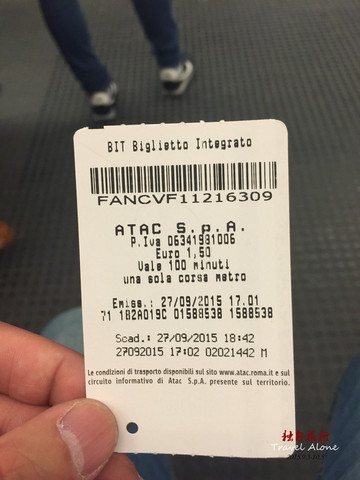 BIT Biglietto Integrato
FANCVF11216309
ATAC S.p.A.
P.Iva 06341981006
Euro 1,50
Vale 100 minuti
una sola corsa metro
Emiss.: 27/09/2015 17.01
71 182A019C 01588538 1588538
Scad.: 27/09/2015 18:42
27092015 17:02 02021442 M
Le condizioni di trasporto disponibili sul sito www.atac.roma.it e sul
circuito informativo di Atac S.p.A. presente sul territorio.
Travel Alone